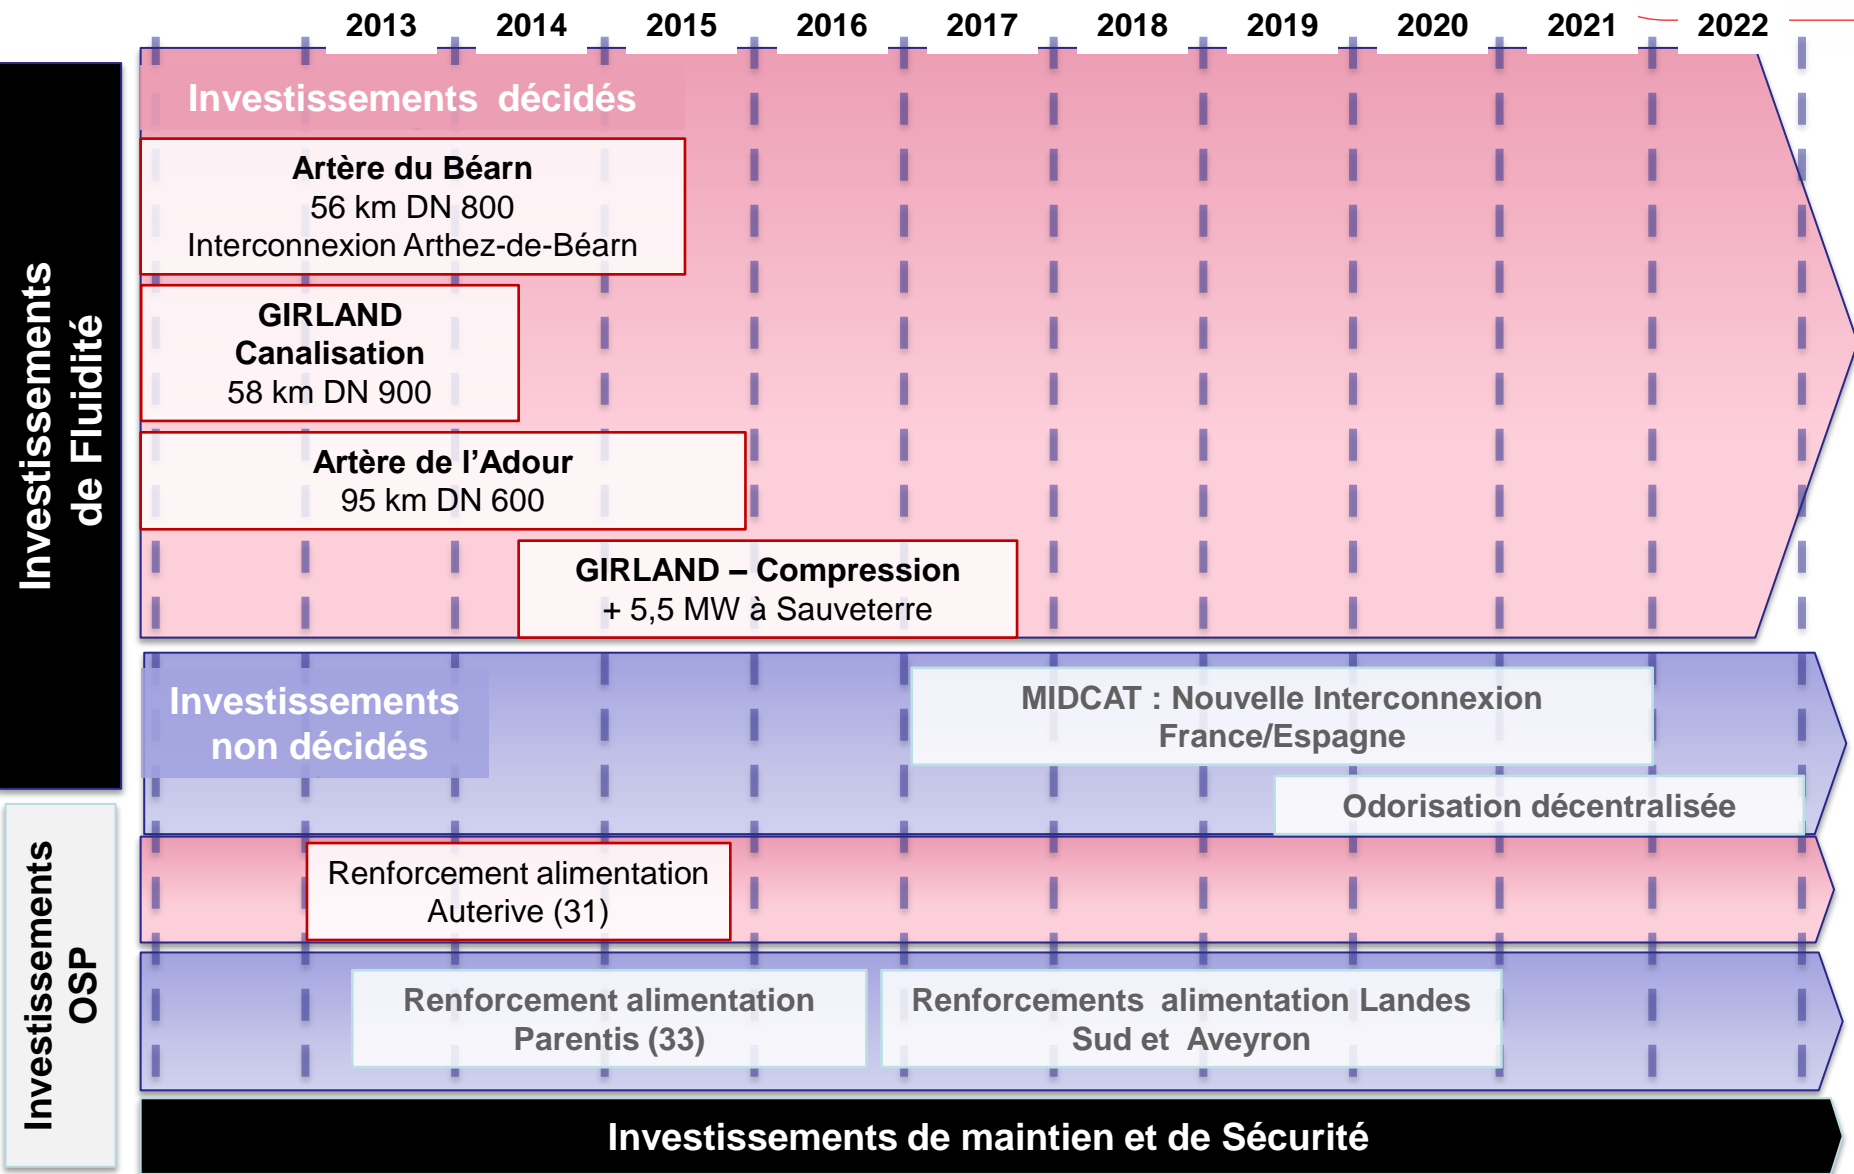 2013 2014 2015 2016 2017 2018 2019 2020 2021 2022
Investissements
de Fluidité
Investissements décidés
Artère du Béarn
56 km DN 800
Interconnexion Arthez-de-Béarn
GIRLAND
Canalisation
58 km DN 900
Artère de l’Adour
95 km DN 600
GIRLAND – Compression
+ 5,5 MW à Sauveterre
Investissements
non décidés
MIDCAT : Nouvelle Interconnexion
France/Espagne
Odorisation décentralisée
Investissements
OSP
Renforcement alimentation
Auterive (31)
Renforcement alimentation
Parentis (33)
Renforcements alimentation Landes
Sud et Aveyron
Investissements de maintien et de Sécurité